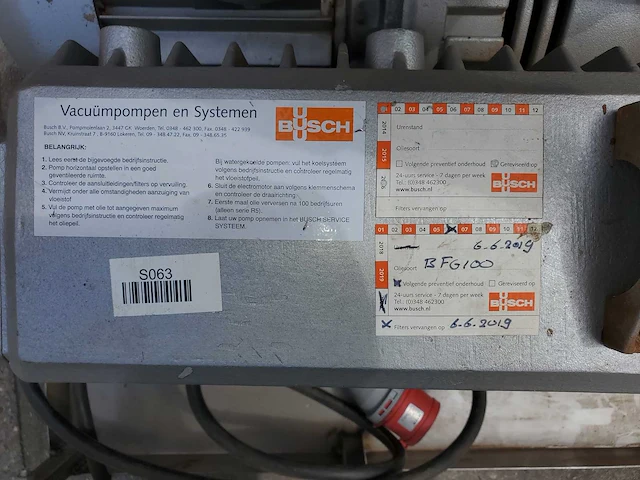 Vacuümpompen en Systemen
BUSCH
Busch B.V., Pompmolenlaan 2, 3447 GK Woerden, Tel. 0348 - 462 300, Fax. 0348 - 422 939
Busch NV, Kruinstraat 7, B-9160 Lokeren, Tel. 09 - 348.47.22, Fax. 09 - 348.65.35
BELANGRIJK:
1. Lees eerst de bijgevoegde bedrijfsinstructie.
2. Pomp horizontaal opstellen in een goed
geventileerde ruimte.
3. Controleer de aansluitleidingen/filters op vervuiling.
4. Vermijdt onder alle omstandigheden aanzuiging van
vloeistof
5. Vul de pomp met olie tot aangegeven maximum
volgens bedrijfsinstructie en controleer regelmatig
het oliepeil.
Bij watergekoelde pompen: vul het koelsysteem
volgens bedrijfsinstructie en controleer regelmatig
het vloeistofpeil.
6. Sluit de electromotor aan volgens klemmenschema
en controleer de draairichting.
7. Eerste maal olie verversen na 100 bedrijfsuren
(alleen serie R5).
8. Laat uw pomp opnemen in het BUSCH SERVICE
SYSTEEM.
S063
02 03 04 05 06 07 08 09 10 11 12
2014
2015
Urenstand
Oliesoort
Volgende preventief onderhoud Gereviseerd op
24-uurs service - 7 dagen per week
Tel.: (0)348 462300
www.busch.nl
BUSCH
Filters vervangen op
01 02 03 04 05 07 08 09 10 11 12
2018
2019
6-6-2019
Oliesoort BFG100
Volgende preventief onderhoud Gereviseerd op
24-uurs service - 7 dagen per week
Tel.: (0)348 462300
www.busch.nl
BUSCH
X Filters vervangen op 6-6-2019